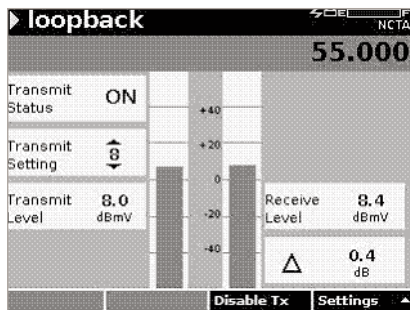 loopback
NCTA
55.000
Transmit Status ON
Transmit Setting 8
Transmit Level 8.0 dBmV
+40
+20
0
-20
-40
Receive Level 8.4 dBmV
Δ 0.4 dB
Disable Tx Settings